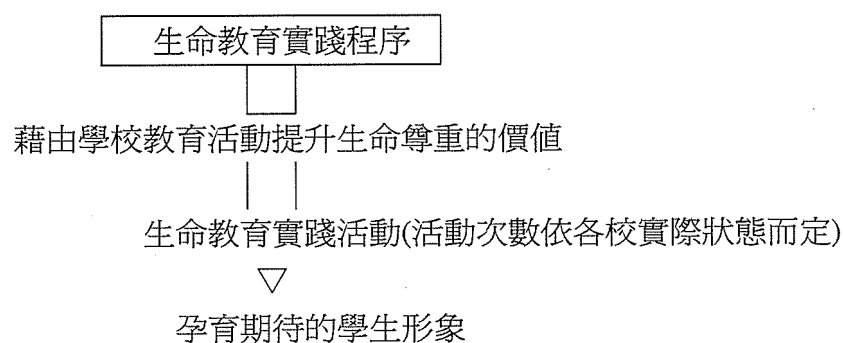 生命教育實踐程序
藉由學校教育活動提升生命尊重的價值
生命教育實踐活動(活動次數依各校實際狀態而定)
孕育期待的學生形象